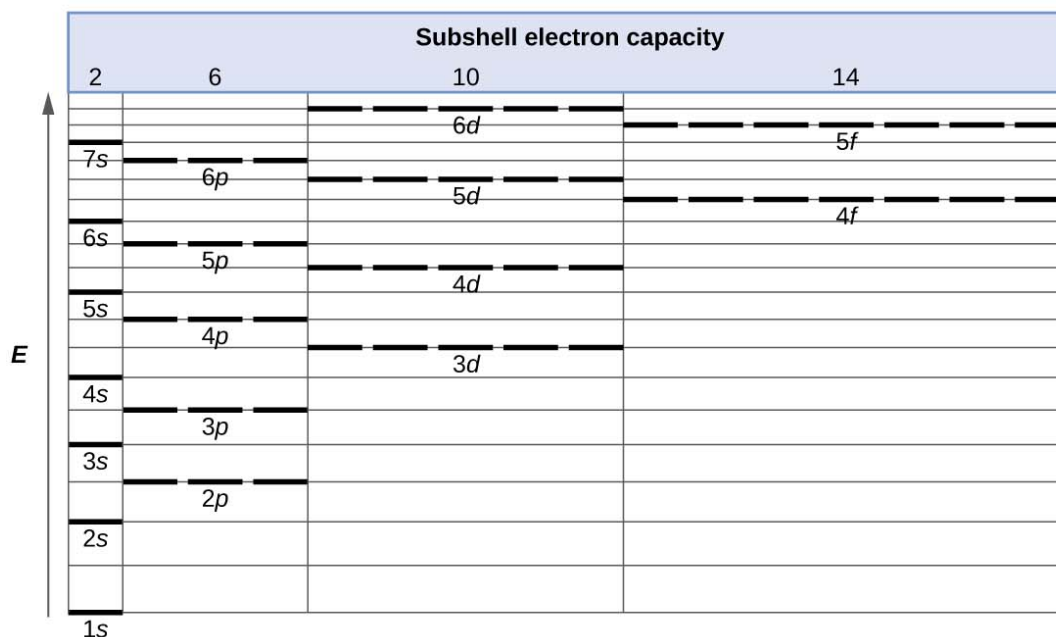 Subshell electron capacity
2 6 10 14
6d
5f
7s
6p
5d
4f
6s
5p
4d
5s
4p
E
3d
4s
3p
3s
2p
2s
1s